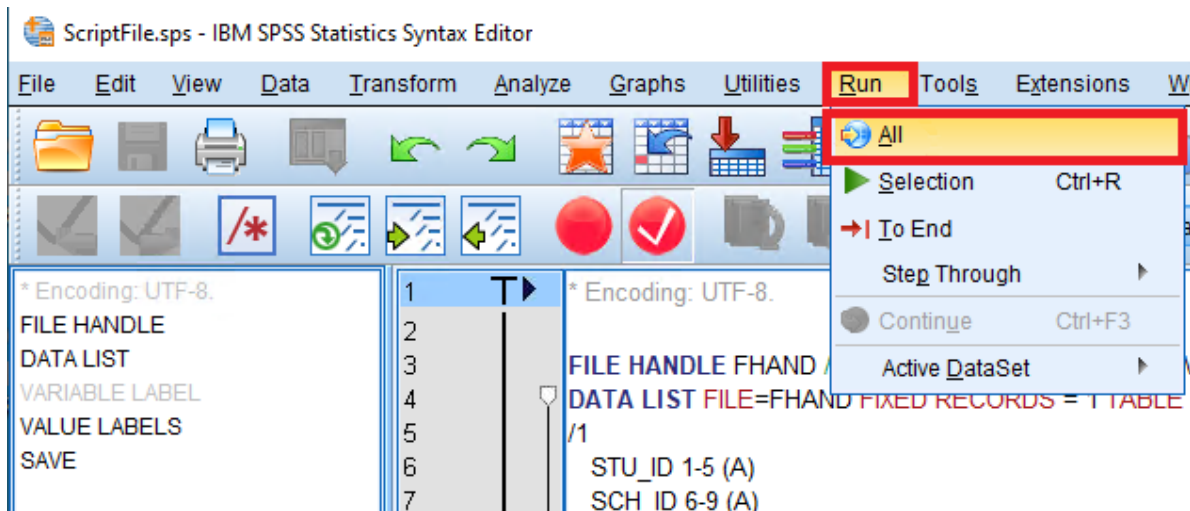 ScriptFile.sps - IBM SPSS Statistics Syntax Editor
File Edit View Data Transform Analyze Graphs Utilities Run Tools Extensions
All
Selection Ctrl+R
To End
Step Through
Continue Ctrl+F3
Active DataSet
/*
* Encoding: UTF-8.
FILE HANDLE
DATA LIST
VARIABLE LABEL
VALUE LABELS
SAVE
1 * Encoding: UTF-8.
2
3 FILE HANDLE FHAND /
4 DATA LIST FILE=FHAND FIXED RECORDS = 1 TABLE
5 /1
6 STU_ID 1-5 (A)
7 SCH_ID 6-9 (A)